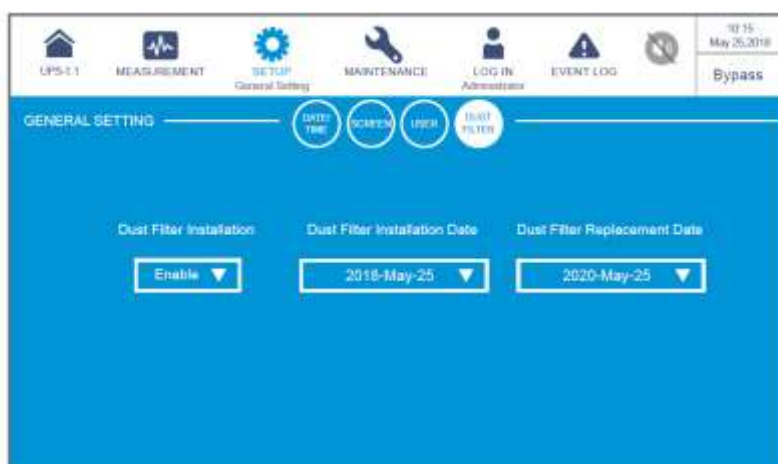 10:15
May 25,2018
UPS-1.1
MEASUREMENT
SETUP
General Setting
MAINTENANCE
LOG IN
Administrator
EVENT LOG
Bypass
GENERAL SETTING
DATE/
TIME
SCREEN
USER
DUST
FILTER
Dust Filter Installation
Dust Filter Installation Date
Dust Filter Replacement Date
Enable
2018-May-25
2020-May-25